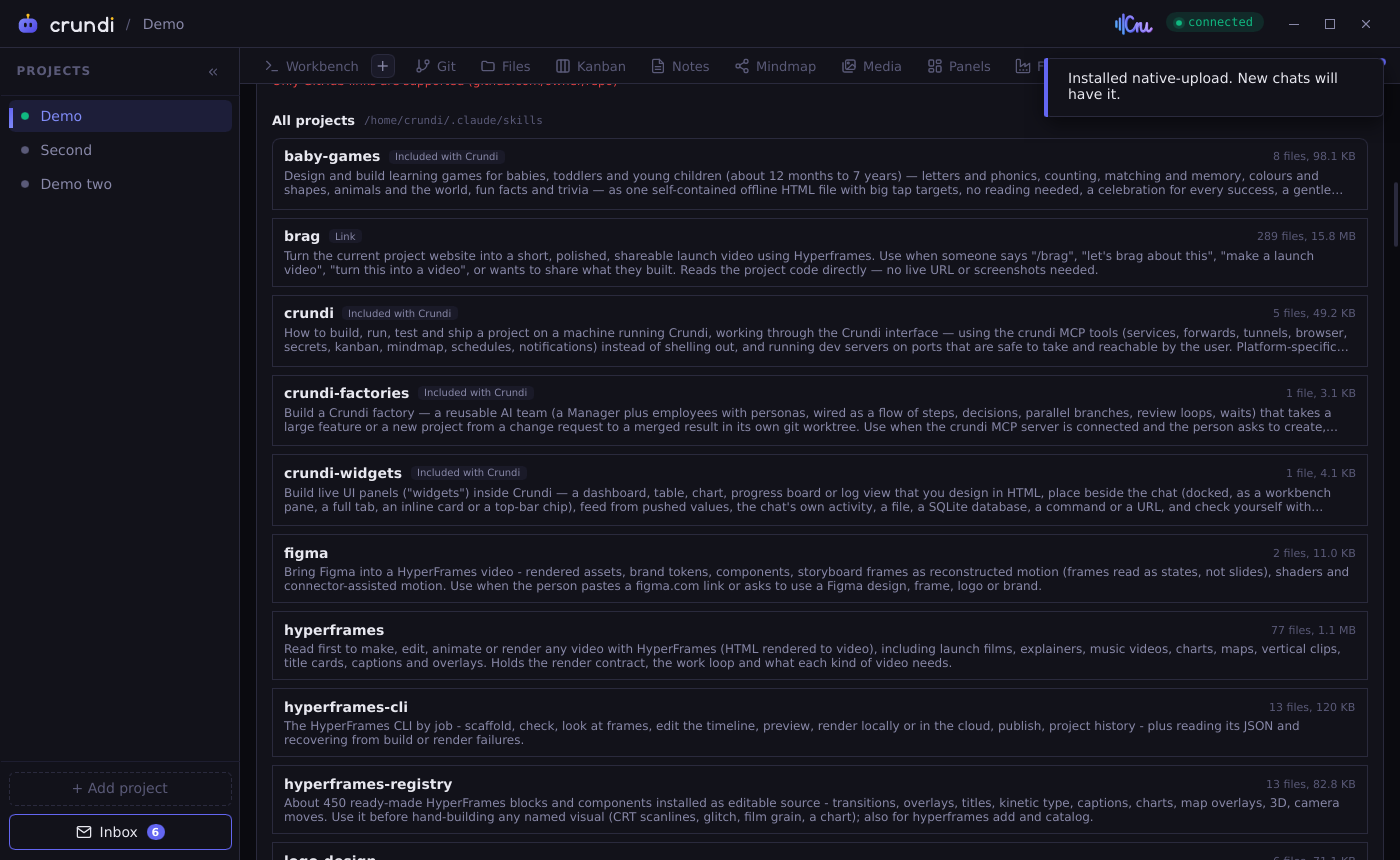 crundi / Demo
Cru
connected
PROJECTS
Demo
Second
Demo two
+ Add project
Inbox 6
Workbench
+
Git
Files
Kanban
Notes
Mindmap
Media
Panels
F
Installed native-upload. New chats will
have it.
Only GitHub links are supported (github.com/owner/repo)
All projects /home/crundi/.claude/skills
baby-games Included with Crundi 8 files, 98.1 KB
Design and build learning games for babies, toddlers and young children (about 12 months to 7 years) — letters and phonics, counting, matching and memory, colours and
shapes, animals and the world, fun facts and trivia — as one self-contained offline HTML file with big tap targets, no reading needed, a celebration for every success, a gentle…
brag Link 289 files, 15.8 MB
Turn the current project website into a short, polished, shareable launch video using Hyperframes. Use when someone says "/brag", "let's brag about this", "make a launch
video", "turn this into a video", or wants to share what they built. Reads the project code directly — no live URL or screenshots needed.
crundi Included with Crundi 5 files, 49.2 KB
How to build, run, test and ship a project on a machine running Crundi, working through the Crundi interface — using the crundi MCP tools (services, forwards, tunnels, browser,
secrets, kanban, mindmap, schedules, notifications) instead of shelling out, and running dev servers on ports that are safe to take and reachable by the user. Platform-specific…
crundi-factories Included with Crundi 1 file, 3.1 KB
Build a Crundi factory — a reusable AI team (a Manager plus employees with personas, wired as a flow of steps, decisions, parallel branches, review loops, waits) that takes a
large feature or a new project from a change request to a merged result in its own git worktree. Use when the crundi MCP server is connected and the person asks to create,…
crundi-widgets Included with Crundi 1 file, 4.1 KB
Build live UI panels ("widgets") inside Crundi — a dashboard, table, chart, progress board or log view that you design in HTML, place beside the chat (docked, as a workbench
pane, a full tab, an inline card or a top-bar chip), feed from pushed values, the chat's own activity, a file, a SQLite database, a command or a URL, and check yourself with…
figma 2 files, 11.0 KB
Bring Figma into a HyperFrames video - rendered assets, brand tokens, components, storyboard frames as reconstructed motion (frames read as states, not slides), shaders and
connector-assisted motion. Use when the person pastes a figma.com link or asks to use a Figma design, frame, logo or brand.
hyperframes 77 files, 1.1 MB
Read first to make, edit, animate or render any video with HyperFrames (HTML rendered to video), including launch films, explainers, music videos, charts, maps, vertical clips,
title cards, captions and overlays. Holds the render contract, the work loop and what each kind of video needs.
hyperframes-cli 13 files, 120 KB
The HyperFrames CLI by job - scaffold, check, look at frames, edit the timeline, preview, render locally or in the cloud, publish, project history - plus reading its JSON and
recovering from build or render failures.
hyperframes-registry 13 files, 82.8 KB
About 450 ready-made HyperFrames blocks and components installed as editable source - transitions, overlays, titles, kinetic type, captions, charts, map overlays, 3D, camera
moves. Use it before hand-building any named visual (CRT scanlines, glitch, film grain, a chart); also for hyperframes add and catalog.
logo-design 6 files, 71.1 KB